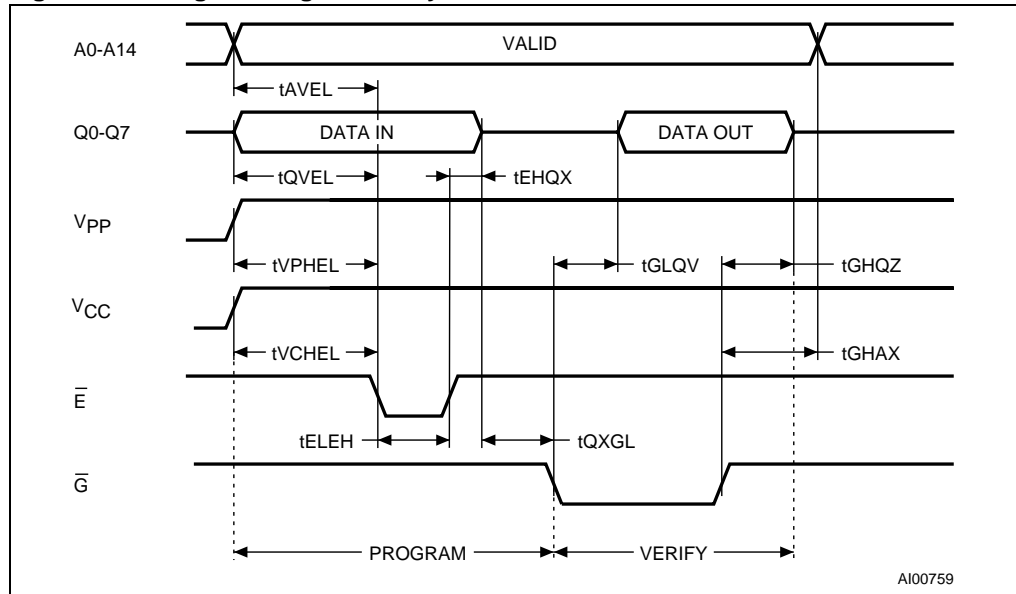 A0-A14
VALID
tAVEL
Q0-Q7
DATA IN
DATA OUT
tQVEL
tEHQX
VPP
tVPHEL
tGLQV
tGHQZ
VCC
tVCHEL
tGHAX
E
tELEH
tQXGL
G
PROGRAM
VERIFY
AI00759